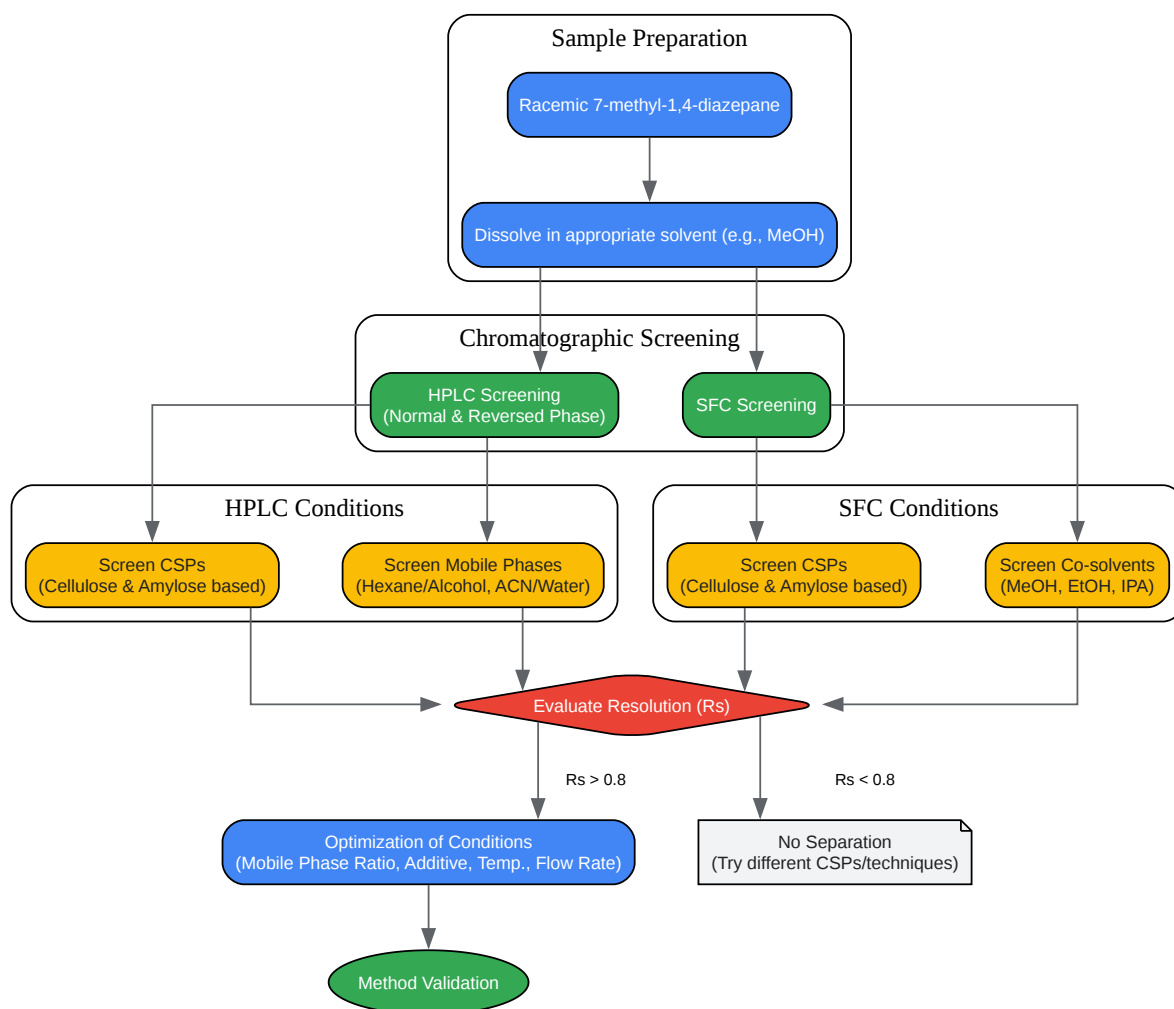 Sample Preparation
Racemic 7-methyl-1,4-diazepane
Dissolve in appropriate solvent (e.g., MeOH)
Chromatographic Screening
HPLC Screening
(Normal & Reversed Phase)
SFC Screening
HPLC Conditions
SFC Conditions
Screen CSPs
(Cellulose & Amylose based)
Screen Mobile Phases
(Hexane/Alcohol, ACN/Water)
Screen CSPs
(Cellulose & Amylose based)
Screen Co-solvents
(MeOH, EtOH, IPA)
Evaluate Resolution (Rs)
Rs > 0.8
Rs < 0.8
Optimization of Conditions
(Mobile Phase Ratio, Additive, Temp., Flow Rate)
No Separation
(Try different CSPs/techniques)
Method Validation